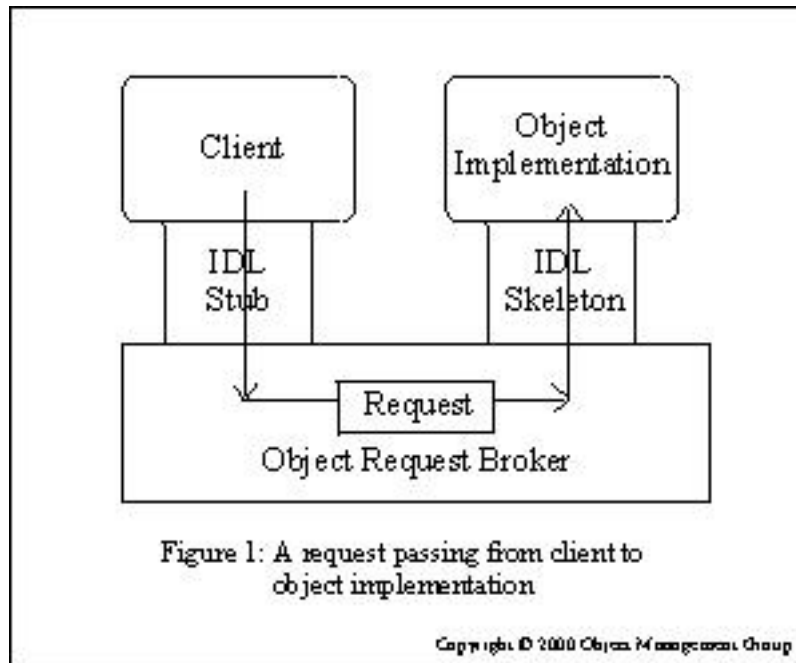 Client
Object
Implementation
IDL
Stub
IDL
Skeleton
Request
Object Request Broker
Figure 1: A request passing from client to
object implementation
Copyright © 2000 Object Management Group